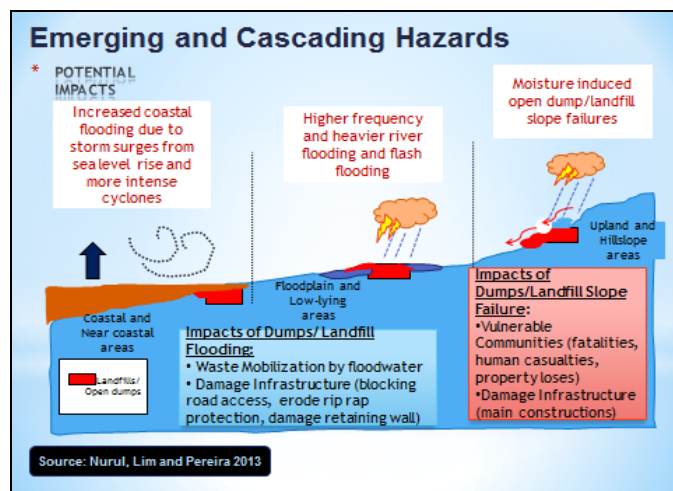 Emerging and Cascading Hazards
* POTENTIAL
IMPACTS
Increased coastal
flooding due to
storm surges from
sea level rise and
more intense
cyclones
Higher frequency
and heavier river
flooding and flash
flooding
Moisture induced
open dump/landfill
slope failures
Upland and
Hillslope
areas
Floodplain and
Low-lying
areas
Coastal and
Near coastal
areas
Landfills/
Open dumps
Impacts of Dumps/ Landfill
Flooding:
• Waste Mobilization by floodwater
• Damage Infrastructure (blocking
road access, erode rip rap
protection, damage retaining wall)
Impacts of
Dumps/Landfill Slope
Failure:
•Vulnerable
Communities (fatalities,
human casualties,
property loses)
•Damage Infrastructure
(main constructions)
Source: Nurul, Lim and Pereira 2013